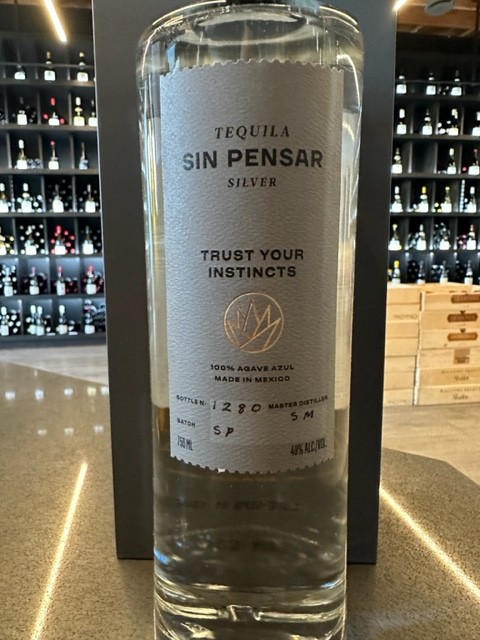 TEQUILA
SIN PENSAR
SILVER
TRUST YOUR
INSTINCTS
100% AGAVE AZUL
MADE IN MEXICO
BOTTLE Nº 1280 MASTER DISTILLER SM
BATCH SP
750 ML 40% ALC/VOL.